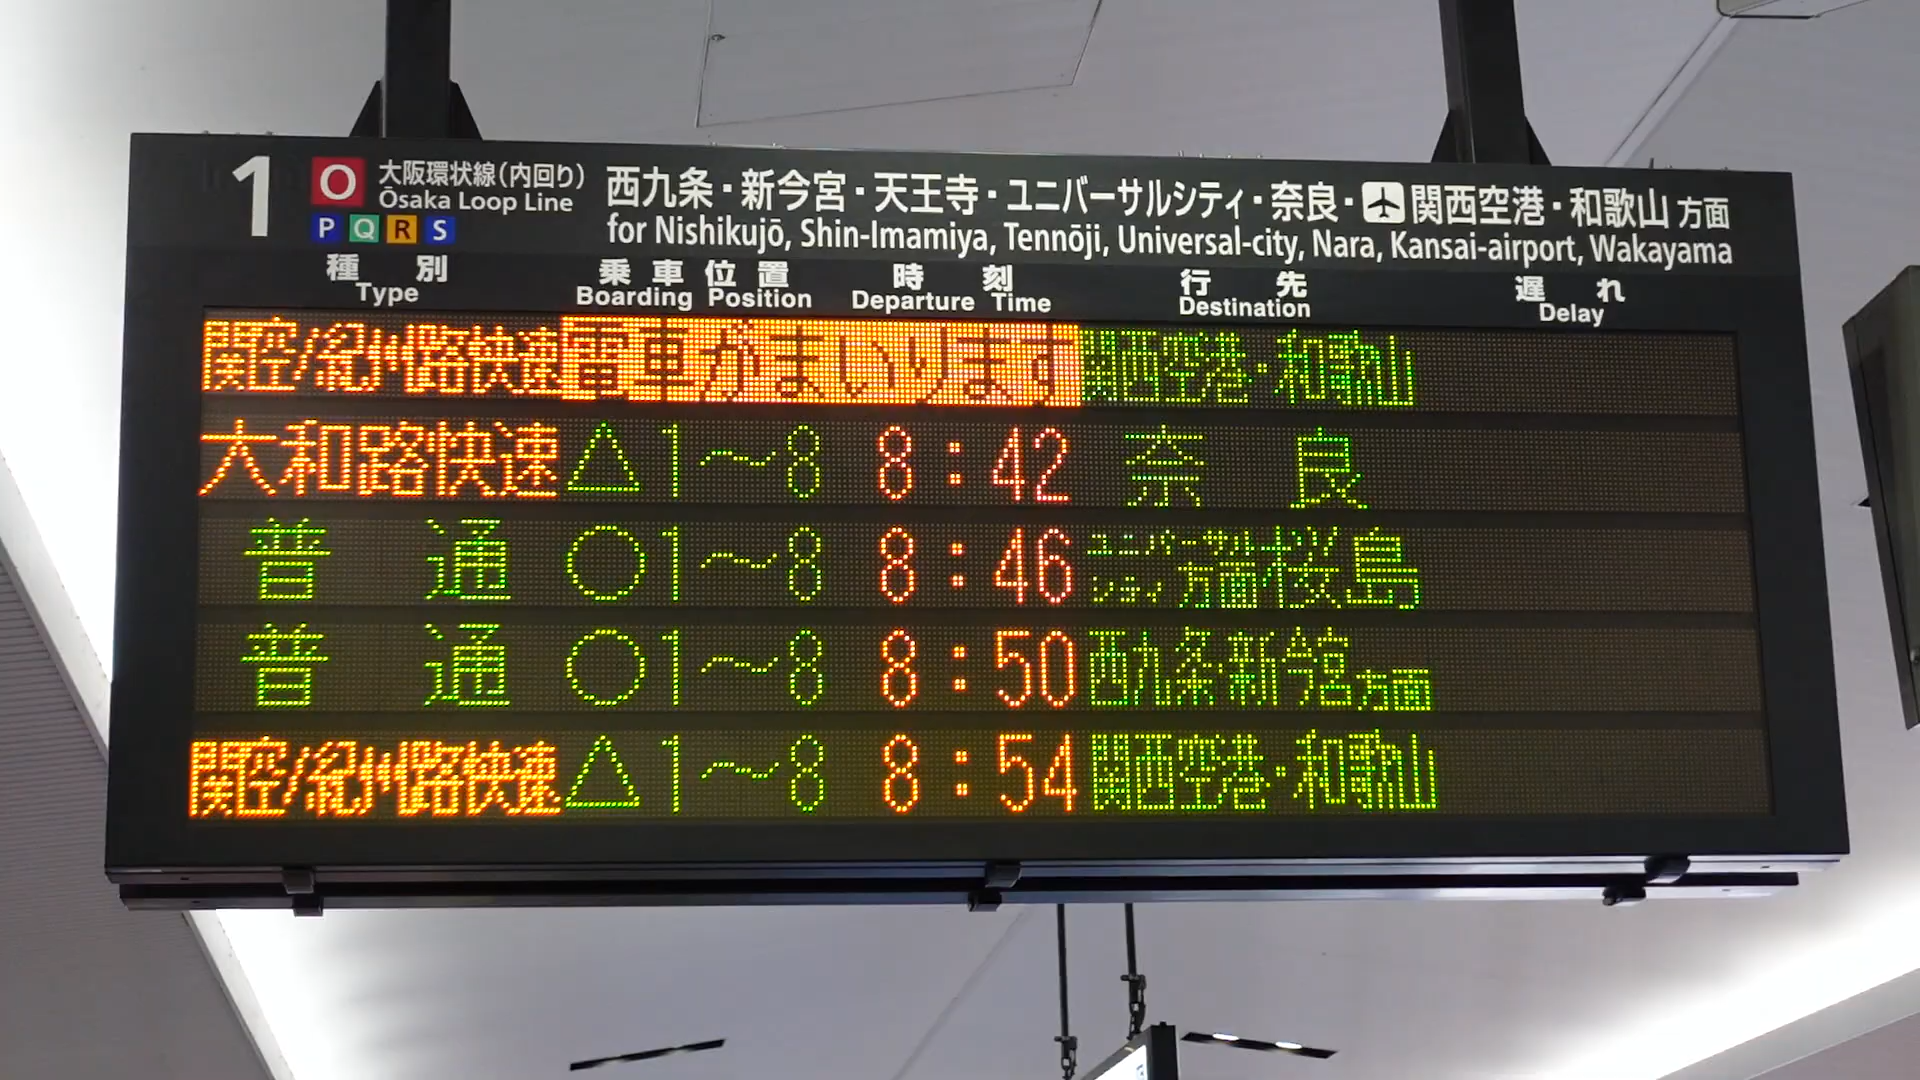 1 O 大阪環状線(内回り) 西九条・新今宮・天王寺・ユニバーサルシティ・奈良・関西空港・和歌山 方面
Ōsaka Loop Line
P Q R S for Nishikujō, Shin-Imamiya, Tennōji, Universal-city, Nara, Kansai-airport, Wakayama
種別 乗車位置 時刻 行先 遅れ
Type Boarding Position Departure Time Destination Delay
関空/紀州路快速 電車がまいります 関西空港・和歌山
大和路快速 △1～8 8:42 奈良
普通 ○1～8 8:46 ユニバーサルシティ方面桜島
普通 ○1～8 8:50 西九条・新今宮方面
関空/紀州路快速 △1～8 8:54 関西空港・和歌山